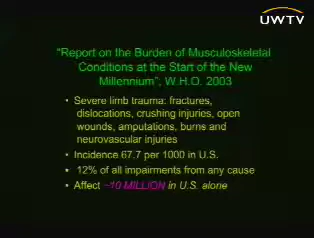 UWTV
"Report on the Burden of Musculoskeletal
Conditions at the Start of the New
Millennium"; W.H.O. 2003
• Severe limb trauma: fractures,
dislocations, crushing injuries, open
wounds, amputations, burns and
neurovascular injuries
• Incidence 67.7 per 1000 in U.S.
• 12% of all impairments from any cause
• Affect ~10 MILLION in U.S. alone